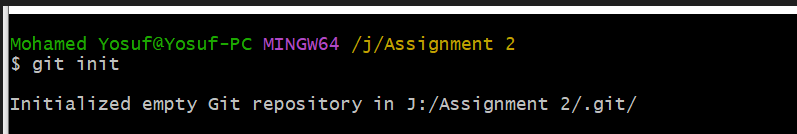 Mohamed Yosuf@Yosuf-PC MINGW64 /j/Assignment 2
$ git init
Initialized empty Git repository in J:/Assignment 2/.git/